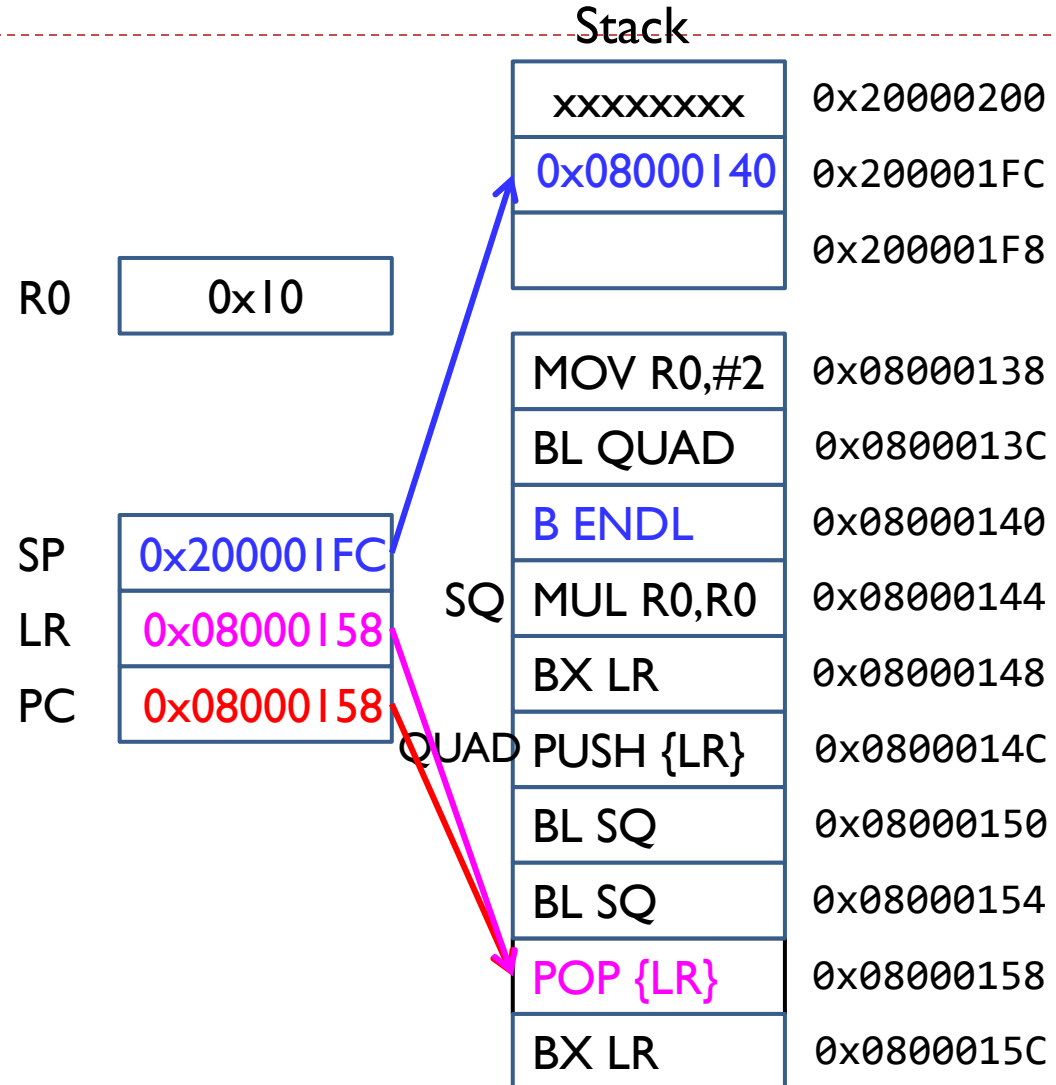 Stack
xxxxxxxx 0x20000200
0x08000140 0x200001FC
0x200001F8
R0 0x10
MOV R0,#2 0x08000138
BL QUAD 0x0800013C
SP 0x200001FC B ENDL 0x08000140
LR 0x08000158 SQ MUL R0,R0 0x08000144
PC 0x08000158 BX LR 0x08000148
QUAD PUSH {LR} 0x0800014C
BL SQ 0x08000150
BL SQ 0x08000154
POP {LR} 0x08000158
BX LR 0x0800015C